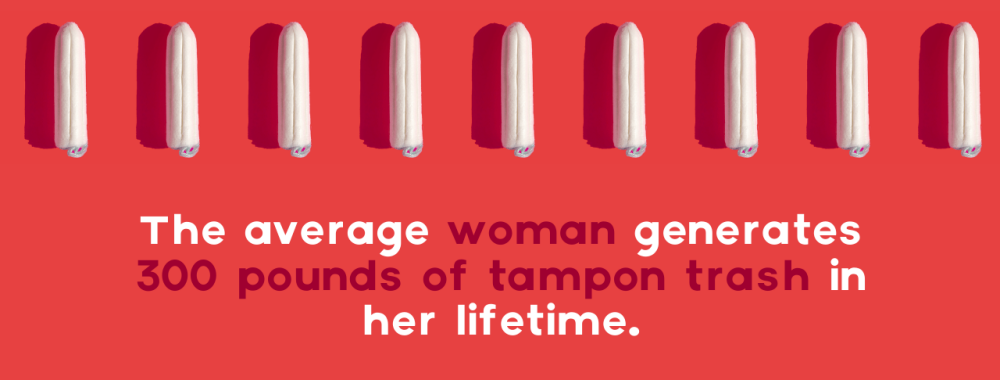 The average woman generates
300 pounds of tampon trash in
her lifetime.